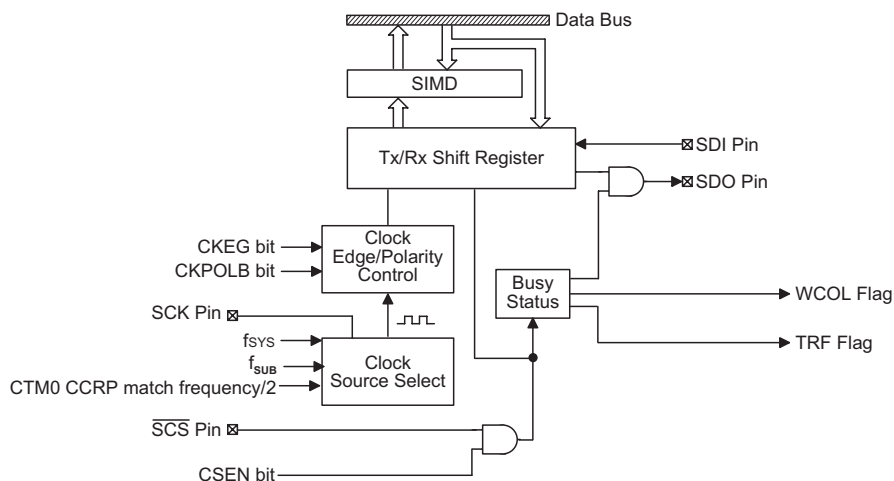 Data Bus
SIMD
Tx/Rx Shift Register
SDI Pin
SDO Pin
CKEG bit
CKPOLB bit
Clock
Edge/Polarity
Control
Busy
Status
WCOL Flag
TRF Flag
SCK Pin
fSYS
fSUB
CTM0 CCRP match frequency/2
Clock
Source Select
SCS Pin
CSEN bit